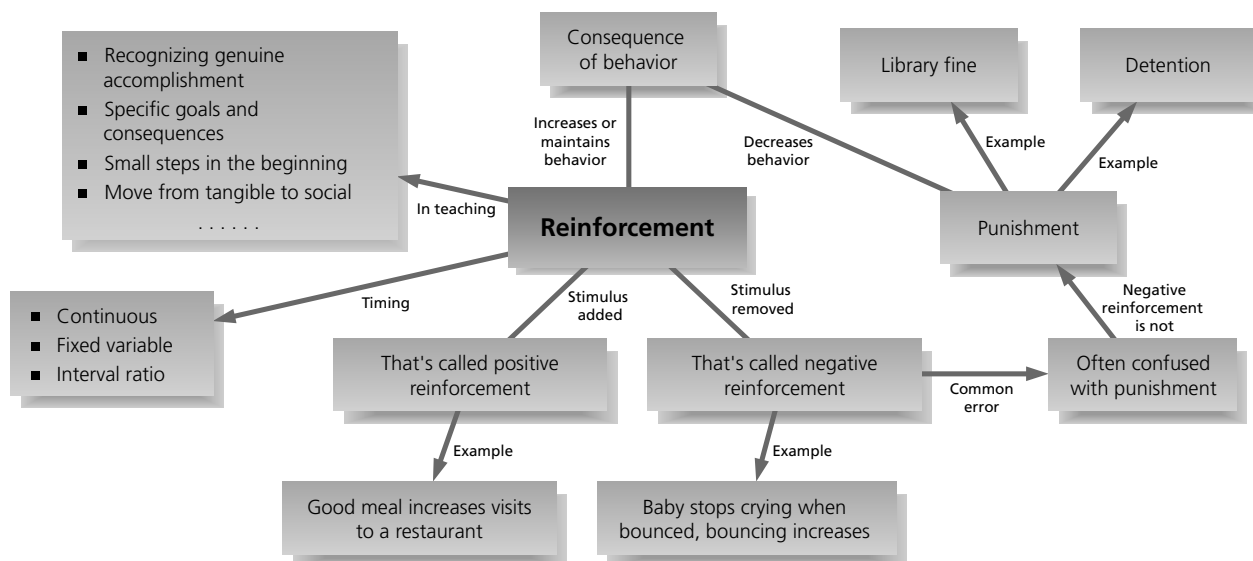 Consequence
of behavior
Library fine
Detention
■ Recognizing genuine
accomplishment
■ Specific goals and
consequences
■ Small steps in the beginning
■ Move from tangible to social
. . . . . .
Increases or
maintains
behavior
Decreases
behavior
Example
Example
In teaching
Reinforcement
Punishment
Timing
Stimulus
added
Stimulus
removed
Negative
reinforcement
is not
■ Continuous
■ Fixed variable
■ Interval ratio
That's called positive
reinforcement
That's called negative
reinforcement
Common
error
Often confused
with punishment
Example
Example
Good meal increases visits
to a restaurant
Baby stops crying when
bounced, bouncing increases